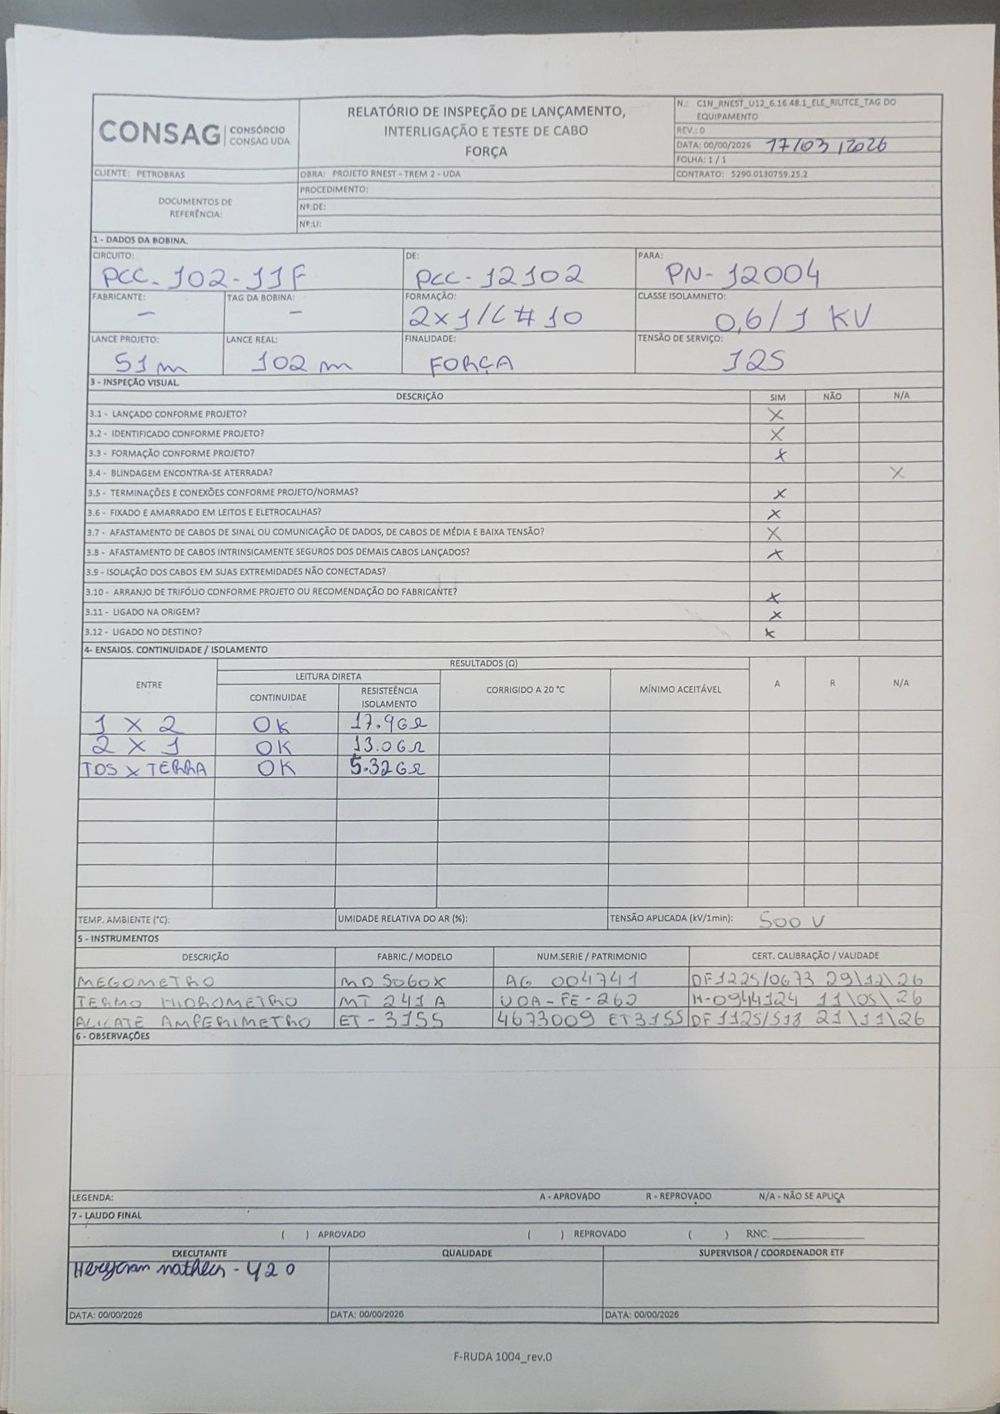 CONSAG | CONSÓRCIO CONSAG UDA
RELATÓRIO DE INSPEÇÃO DE LANÇAMENTO, INTERLIGAÇÃO E TESTE DE CABO FORÇA
N.: C1N_RNEST_U12_6.16.48.1_ELE_RIUTCE_TAG DO EQUIPAMENTO
REV.: 0
DATA: 00/00/2026 17/03/2026
FOLHA: 1 / 1
CLIENTE: PETROBRAS OBRA: PROJETO RNEST - TREM 2 - UDA CONTRATO: 5290.0130759.25.2
DOCUMENTOS DE REFERÊNCIA:
PROCEDIMENTO:
Nº DE:
Nº LI:
1 - DADOS DA BOBINA.
CIRCUITO: DE: PARA:
PCC-102-11F PCC-12102 PN-12004
FABRICANTE: TAG DA BOBINA: FORMAÇÃO: CLASSE ISOLAMNETO:
— — 2x1/C#10 0,6/1 KV
LANCE PROJETO: LANCE REAL: FINALIDADE: TENSÃO DE SERVIÇO:
51m 102 m FORÇA 125
3 - INSPEÇÃO VISUAL
DESCRIÇÃO SIM NÃO N/A
3.1 - LANÇADO CONFORME PROJETO? X
3.2 - IDENTIFICADO CONFORME PROJETO? X
3.3 - FORMAÇÃO CONFORME PROJETO? X
3.4 - BLINDAGEM ENCONTRA-SE ATERRADA? X
3.5 - TERMINAÇÕES E CONEXÕES CONFORME PROJETO/NORMAS? X
3.6 - FIXADO E AMARRADO EM LEITOS E ELETROCALHAS? X
3.7 - AFASTAMENTO DE CABOS DE SINAL OU COMUNICAÇÃO DE DADOS, DE CABOS DE MÉDIA E BAIXA TENSÃO? X
3.8 - AFASTAMENTO DE CABOS INTRINSICAMENTE SEGUROS DOS DEMAIS CABOS LANÇADOS? X
3.9 - ISOLAÇÃO DOS CABOS EM SUAS EXTREMIDADES NÃO CONECTADAS?
3.10 - ARRANJO DE TRIFÓLIO CONFORME PROJETO OU RECOMENDAÇÃO DO FABRICANTE? X
3.11 - LIGADO NA ORIGEM? X
3.12 - LIGADO NO DESTINO? X
4- ENSAIOS. CONTINUIDADE / ISOLAMENTO
RESULTADOS (Ω)
ENTRE LEITURA DIRETA CORRIGIDO A 20 °C MÍNIMO ACEITÁVEL A R N/A
CONTINUIDAE RESISTEÊNCIA ISOLAMENTO
1 X 2 OK 17.9GΩ
2 X 1 OK 13.0GΩ
TDS X TERRA OK 5.32GΩ
TEMP. AMBIENTE (°C): UMIDADE RELATIVA DO AR (%): TENSÃO APLICADA (kV/1min): 500 V
5 - INSTRUMENTOS
DESCRIÇÃO FABRIC./ MODELO NUM.SERIE / PATRIMONIO CERT. CALIBRAÇÃO / VALIDADE
MEGOMETRO MD 5060X AG 004741 DF1225/0673 29/12/26
TERMO HIDROMETRO MT 241A UDA-FE-262 H-0944124 11\05\26
ALICATE AMPERIMETRO ET-3155 4673009 ET3155 DF1125/513 21\11\26
6 - OBSERVAÇÕES
LEGENDA: A - APROVADO R - REPROVADO N/A - NÃO SE APLICA
7 - LAUDO FINAL
( ) APROVADO ( ) REPROVADO ( ) RNC
EXECUTANTE QUALIDADE SUPERVISOR / COORDENADOR ETF
matheus - 420
DATA: 00/00/2026 DATA: 00/00/2026 DATA: 00/00/2026
F-RUDA 1004_rev.0